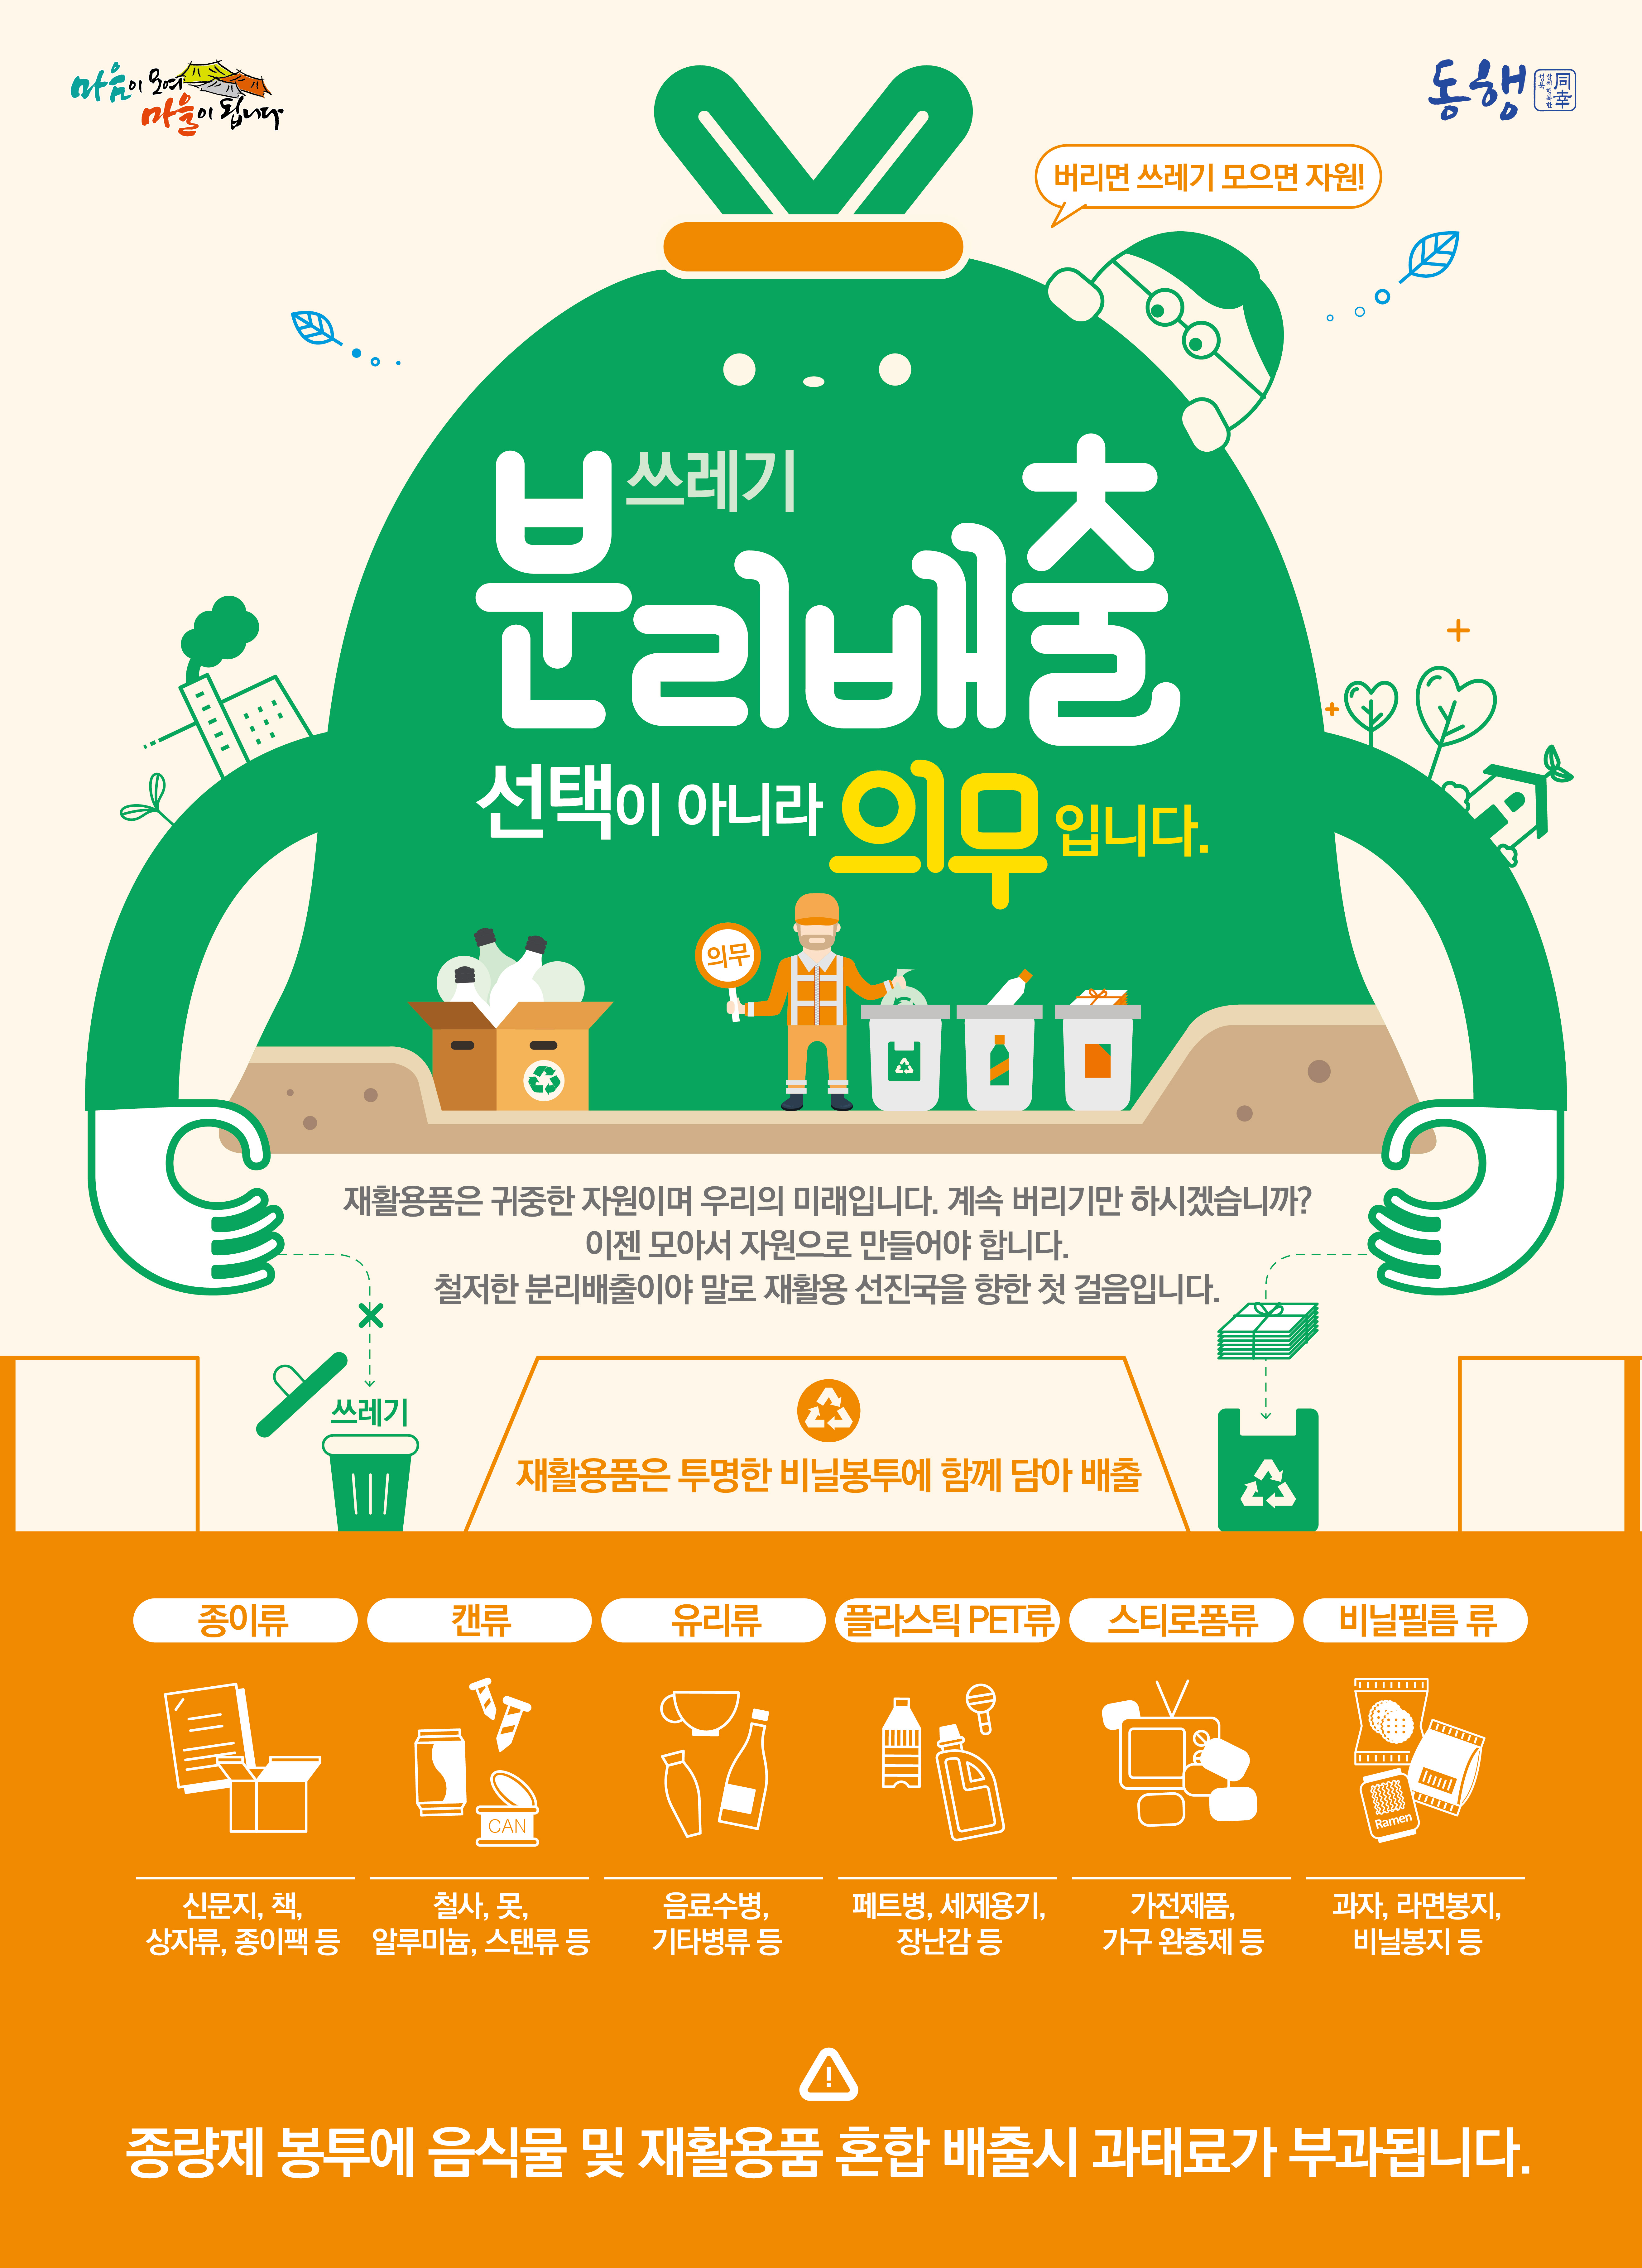 마음이 모여
마을이 됩니다
동행
同幸
함께 행복한
성북
버리면 쓰레기 모으면 자원!
쓰레기
분리배출
선택이 아니라 의무입니다.
의무
재활용품은 귀중한 자원이며 우리의 미래입니다. 계속 버리기만 하시겠습니까?
이젠 모아서 자원으로 만들어야 합니다.
철저한 분리배출이야 말로 재활용 선진국을 향한 첫 걸음입니다.
쓰레기
재활용품은 투명한 비닐봉투에 함께 담아 배출
종이류
캔류
유리류
플라스틱 PET류
스티로폼류
비닐필름 류
CAN
Ramen
신문지, 책,
상자류, 종이팩 등
철사, 못,
알루미늄, 스탠류 등
음료수병,
기타병류 등
페트병, 세제용기,
장난감 등
가전제품,
가구 완충제 등
과자, 라면봉지,
비닐봉지 등
종량제 봉투에 음식물 및 재활용품 혼합 배출시 과태료가 부과됩니다.